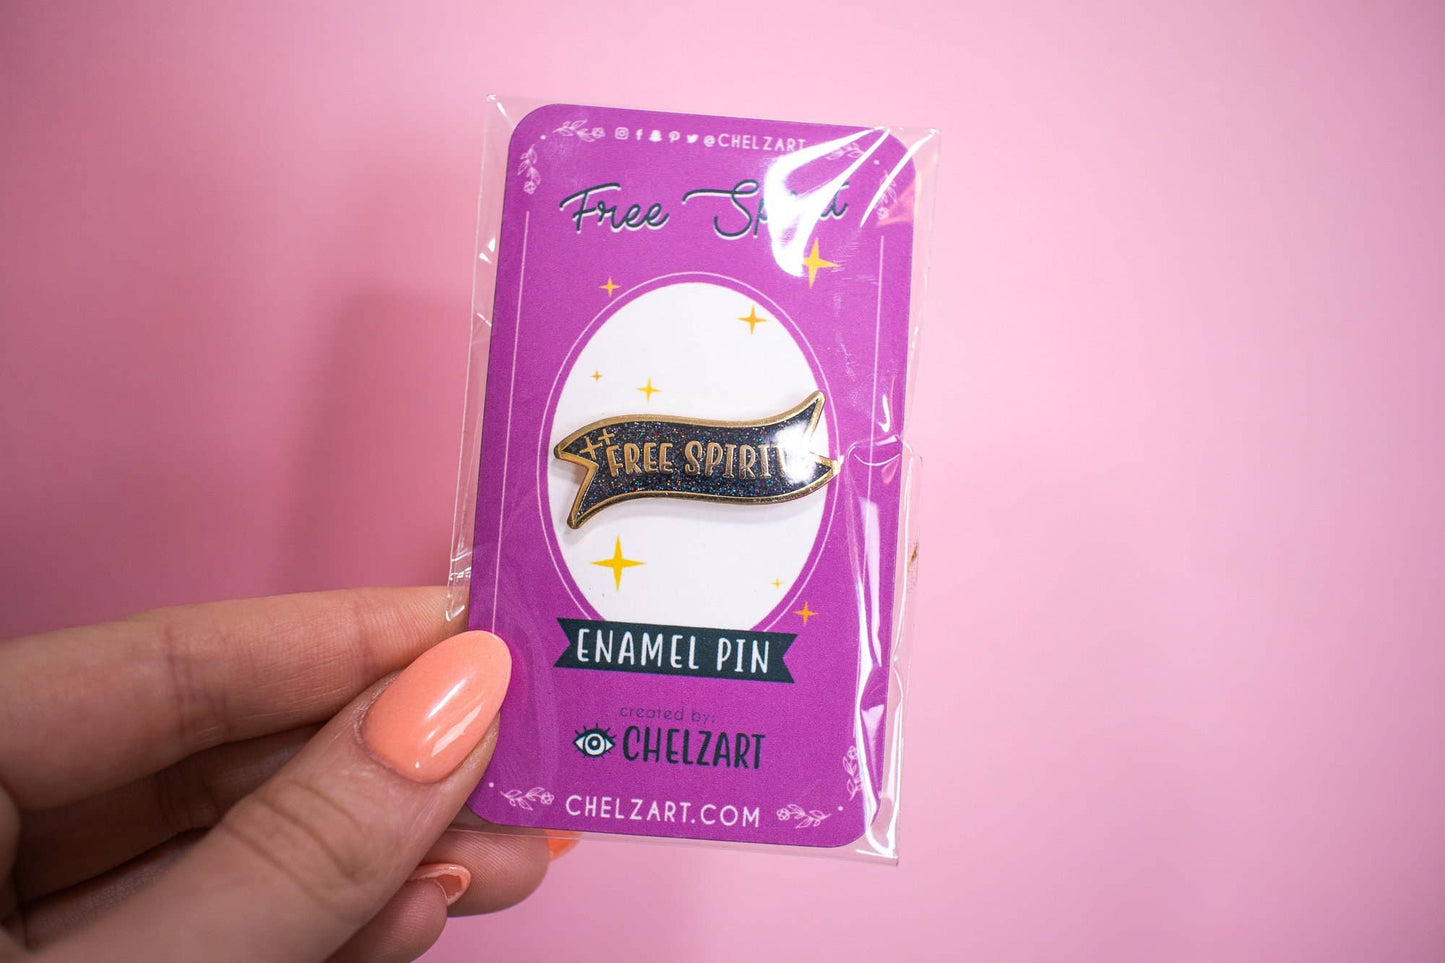 @CHELZART
Free Spirit
FREE SPIRIT
ENAMEL PIN
created by:
CHELZART
CHELZART.COM